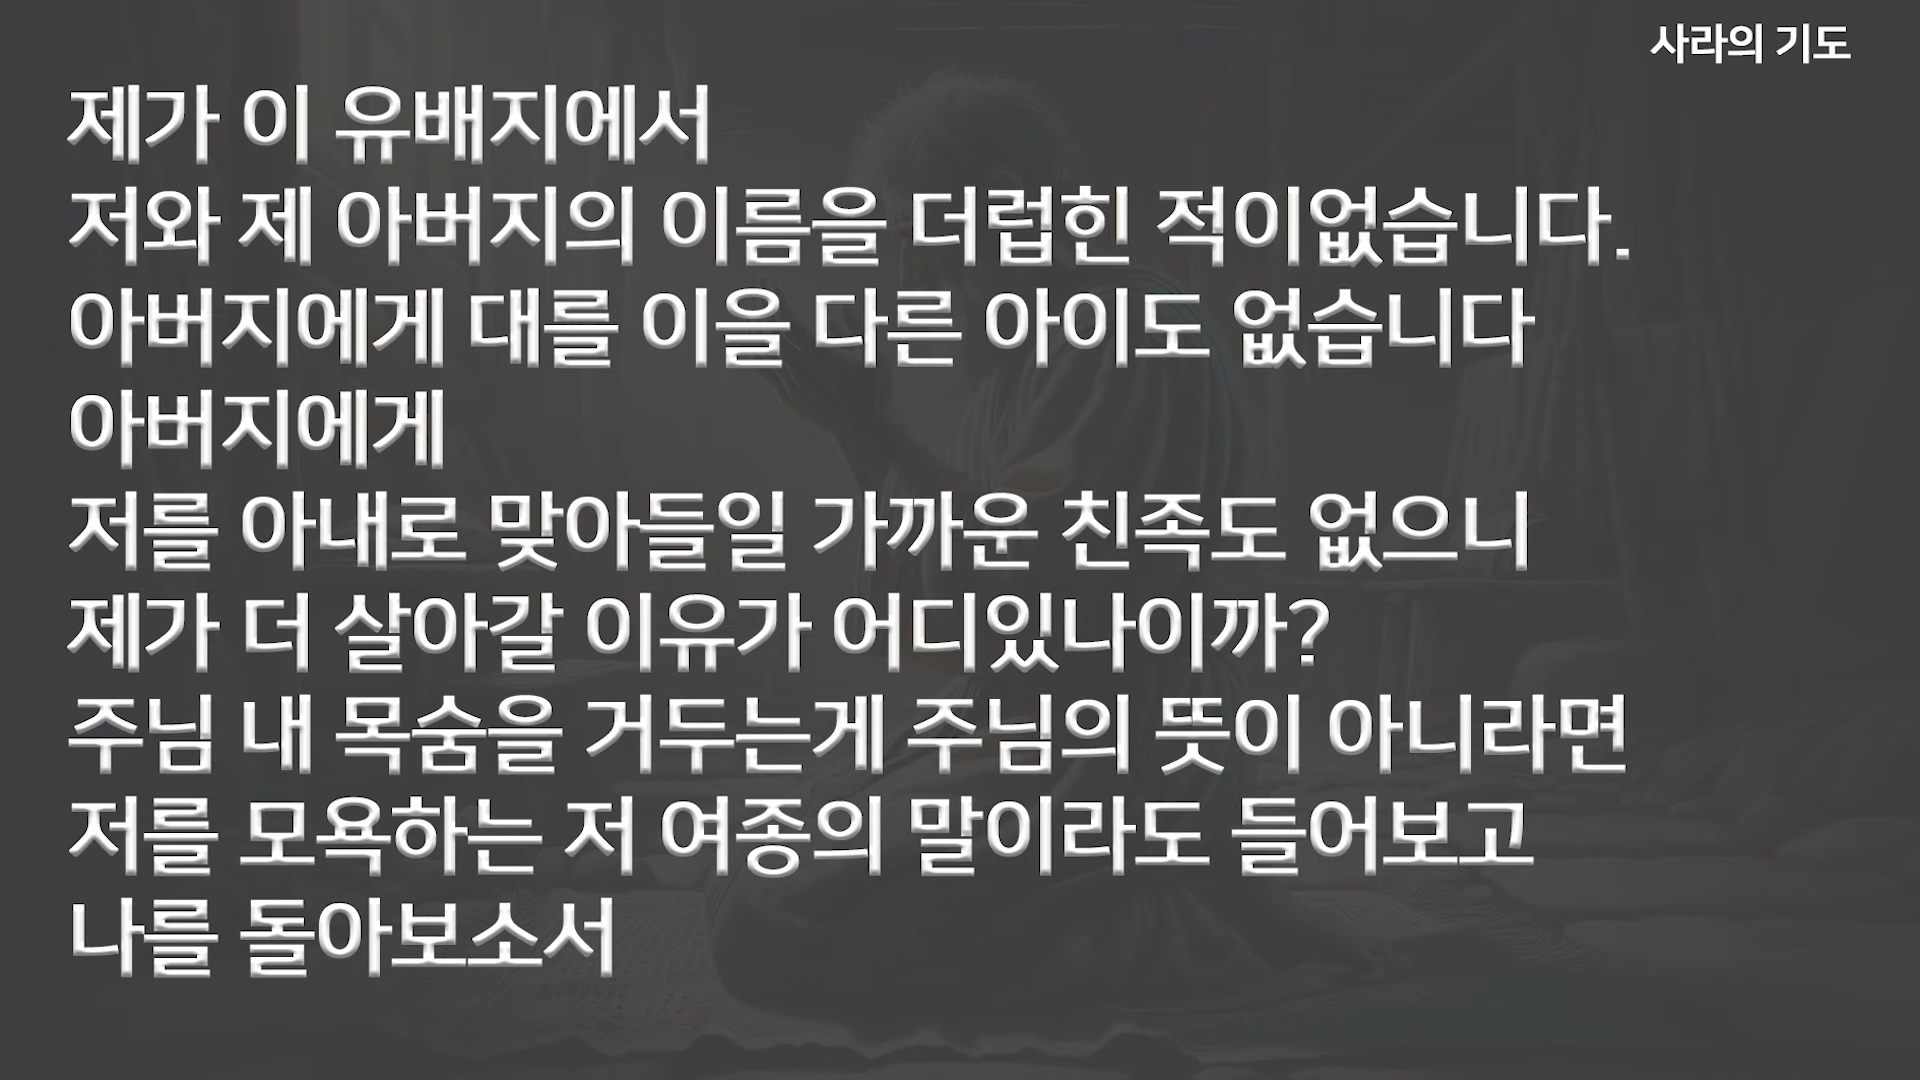 사라의 기도
제가 이 유배지에서
저와 제 아버지의 이름을 더럽힌 적이없습니다.
아버지에게 대를 이을 다른 아이도 없습니다
아버지에게
저를 아내로 맞아들일 가까운 친족도 없으니
제가 더 살아갈 이유가 어디있나이까?
주님 내 목숨을 거두는게 주님의 뜻이 아니라면
저를 모욕하는 저 여종의 말이라도 들어보고
나를 돌아보소서